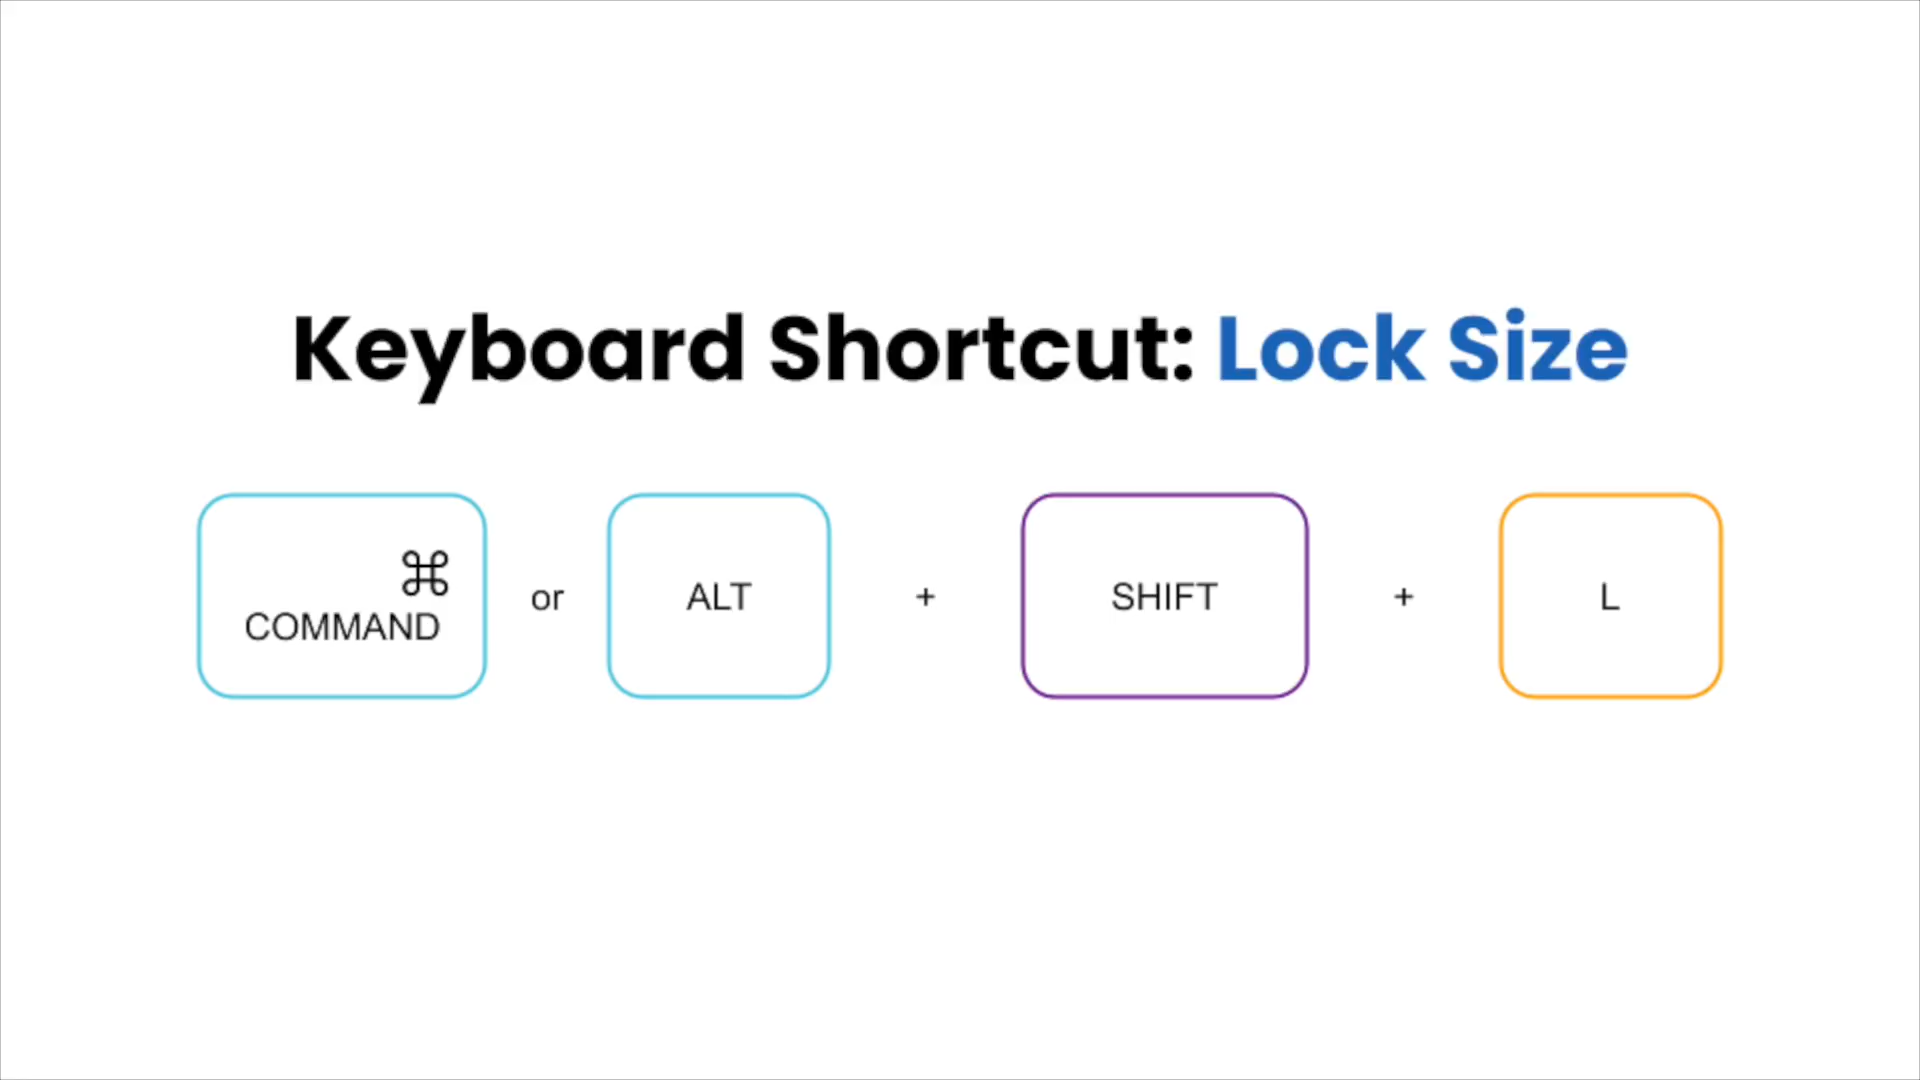 Keyboard Shortcut: Lock Size
⌘
COMMAND or ALT + SHIFT + L